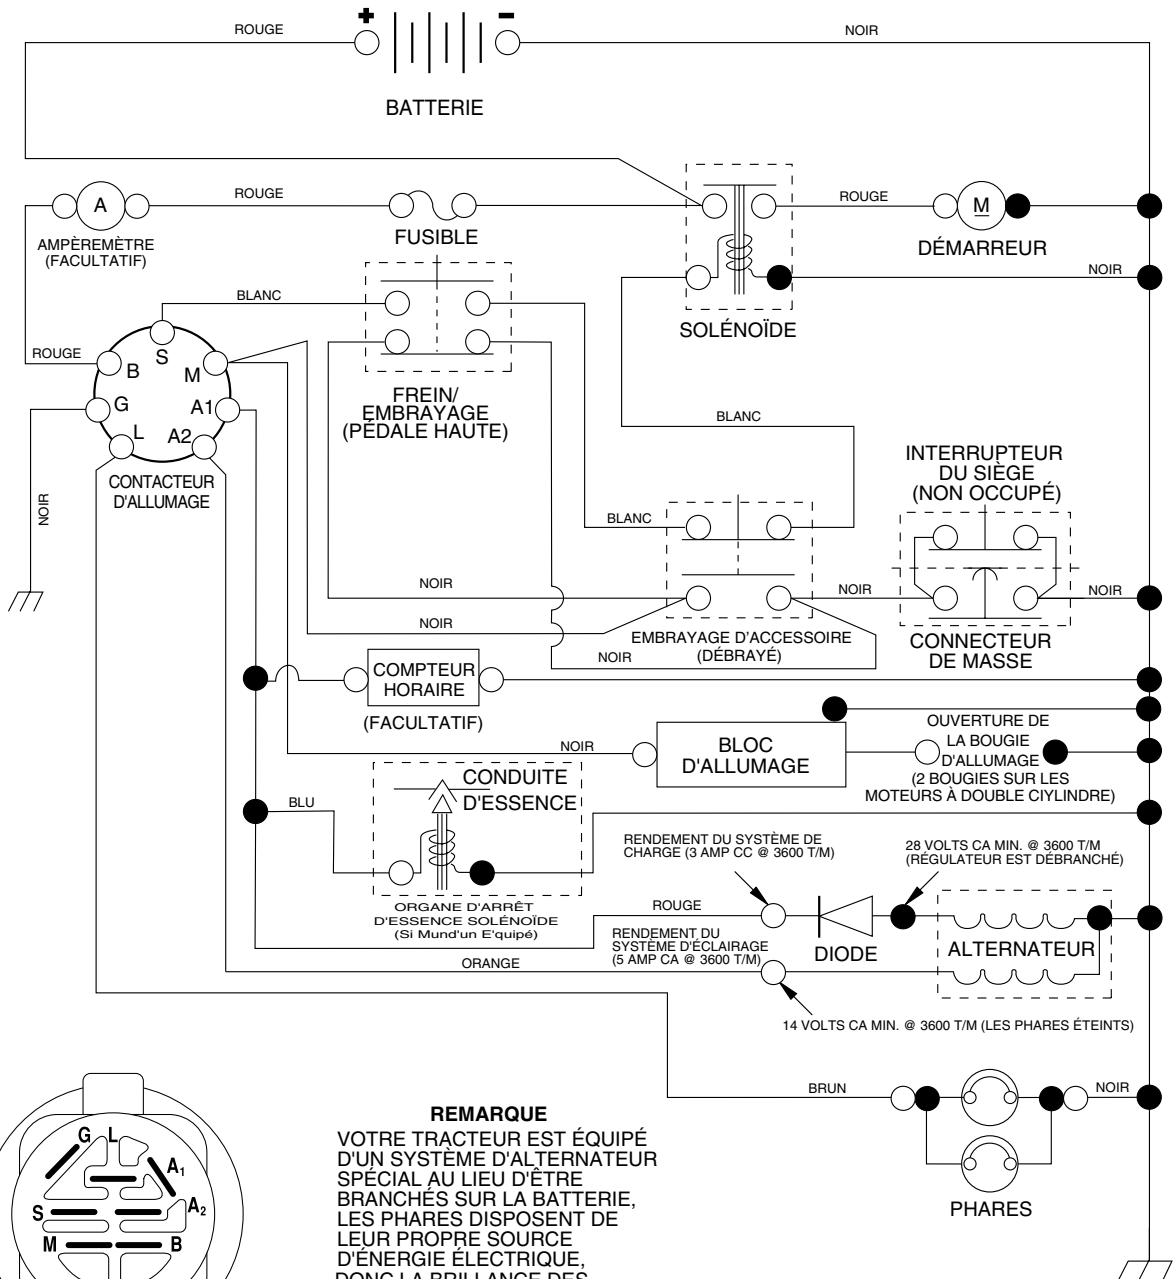 + -
ROUGE
NOIR
BATTERIE
A
ROUGE
ROUGE
M
AMPÈREMÈTRE
(FACULTATIF)
FUSIBLE
DÉMARREUR
NOIR
SOLÉNOÏDE
BLANC
ROUGE
S
B
M
G
A1
L
A2
CONTACTEUR
D'ALLUMAGE
NOIR
FREIN/
EMBRAYAGE
(PÉDALE HAUTE)
BLANC
INTERRUPTEUR
DU SIÈGE
(NON OCCUPÉ)
BLANC
NOIR
NOIR
NOIR
NOIR
NOIR
EMBRAYAGE D'ACCESSOIRE
(DÉBRAYÉ)
CONNECTEUR
DE MASSE
COMPTEUR
HORAIRE
(FACULTATIF)
NOIR
BLOC
D'ALLUMAGE
OUVERTURE DE
LA BOUGIE
D'ALLUMAGE
(2 BOUGIES SUR LES
MOTEURS À DOUBLE CIYLINDRE)
CONDUITE
D'ESSENCE
BLU
ORGANE D'ARRÊT
D'ESSENCE SOLÉNOÏDE
(Si Mund'un E'quipé)
RENDEMENT DU SYSTÈME DE
CHARGE (3 AMP CC @ 3600 T/M)
28 VOLTS CA MIN. @ 3600 T/M
(RÉGULATEUR EST DÉBRANCHÉ)
ROUGE
DIODE
ALTERNATEUR
RENDEMENT DU
SYSTÈME D'ÉCLAIRAGE
(5 AMP CA @ 3600 T/M)
ORANGE
14 VOLTS CA MIN. @ 3600 T/M (LES PHARES ÉTEINTS)
BRUN
NOIR
PHARES
G L
A1
A2
S
M B
REMARQUE
VOTRE TRACTEUR EST ÉQUIPÉ
D'UN SYSTÈME D'ALTERNATEUR
SPÉCIAL AU LIEU D'ÊTRE
BRANCHÉS SUR LA BATTERIE,
LES PHARES DISPOSENT DE
LEUR PROPRE SOURCE
D'ÉNERGIE ÉLECTRIQUE,
DONC LA BRILLANCE DES